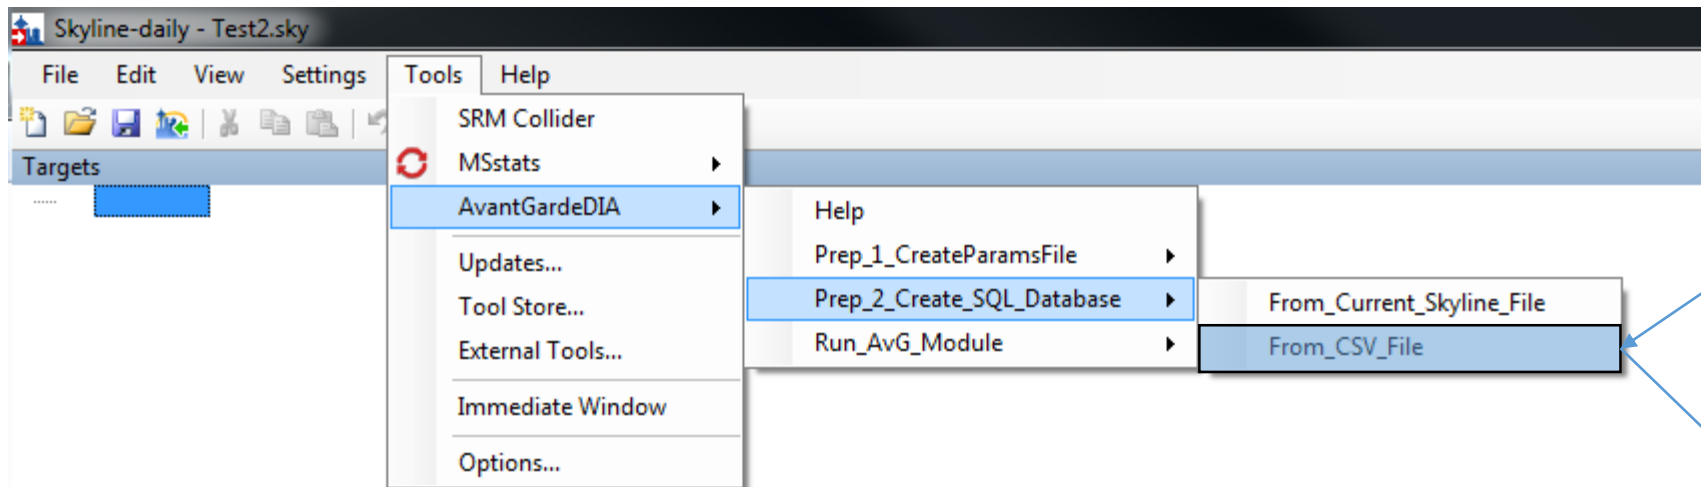 Skyline-daily - Test2.sky
File Edit View Settings Tools Help
SRM Collider
Targets
MSstats
AvantGardeDIA
Help
Updates...
Prep_1_CreateParamsFile
Tool Store...
Prep_2_Create_SQL_Database
From_Current_Skyline_File
External Tools...
Run_AvG_Module
From_CSV_File
Immediate Window
Options...